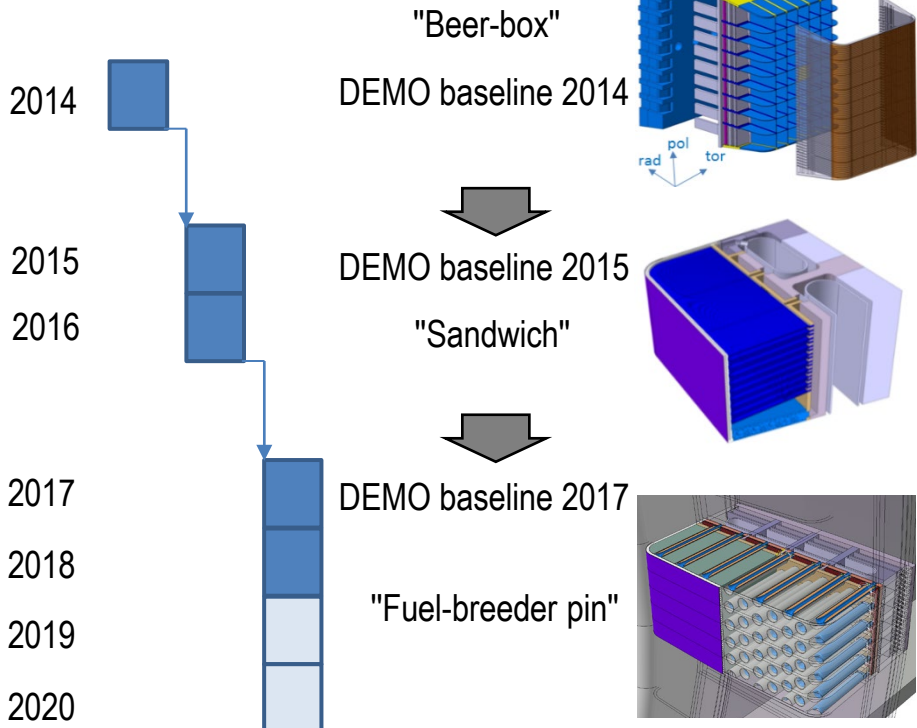 "Beer-box"
2014
DEMO baseline 2014
pol
rad
tor
2015
DEMO baseline 2015
2016
"Sandwich"
2017
DEMO baseline 2017
2018
2019
"Fuel-breeder pin"
2020